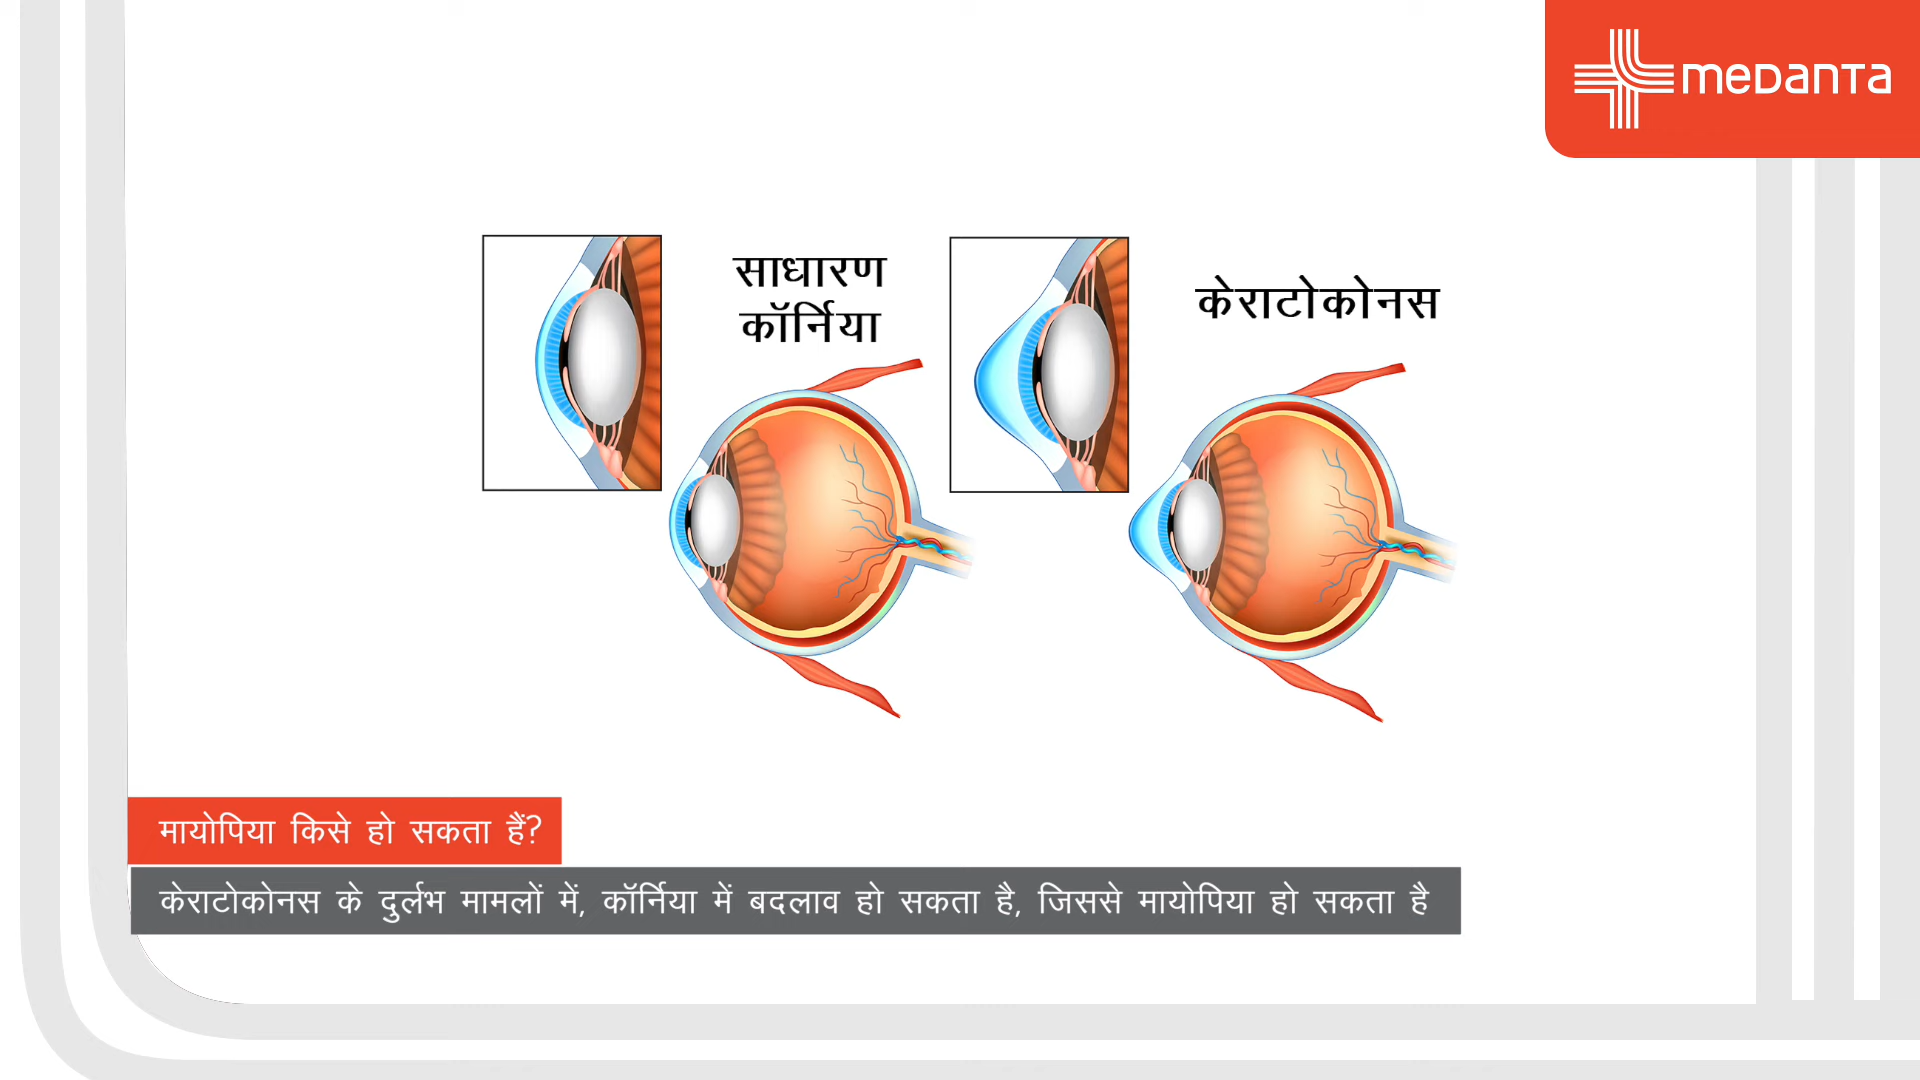 medanta
साधारण
कॉर्निया
केराटोकोनस
मायोपिया किसे हो सकता हैं?
केराटोकोनस के दुर्लभ मामलों में, कॉर्निया में बदलाव हो सकता है, जिससे मायोपिया हो सकता है